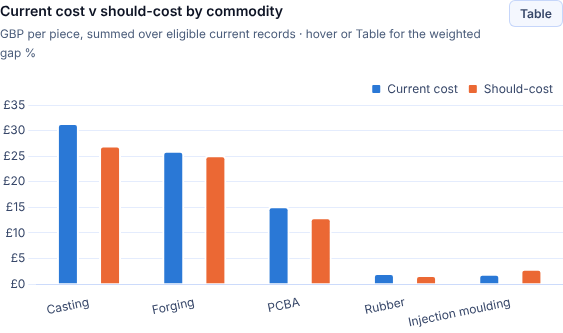 Current cost v should-cost by commodity
Table
GBP per piece, summed over eligible current records · hover or Table for the weighted
gap %
Current cost
Should-cost
£35
£30
£25
£20
£15
£10
£5
£0
Casting
Forging
PCBA
Rubber
Injection moulding